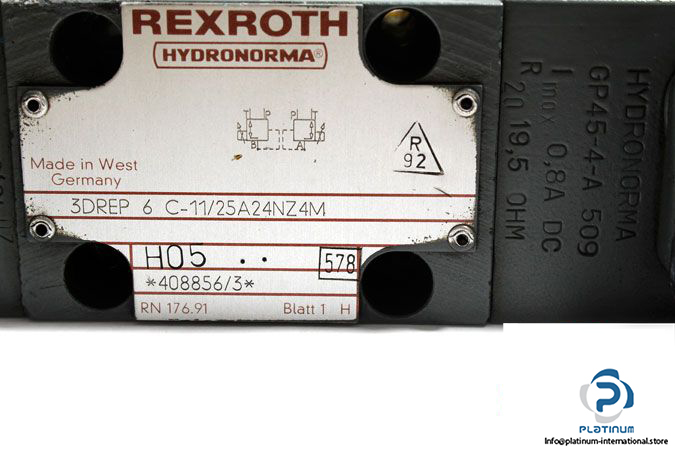 REXROTH
HYDRONORMA®
P P
B A
R
92
Made in West
Germany
3DREP 6 C-11/25A24NZ4M
H05 ..
578
*408856/3*
RN 176.91 Blatt 1 H
HYDRONORMA
GP45-4-A 509
I max 0,8A DC
R 20 19,5 OHM
PLATINUM
Info@platinum-international.store